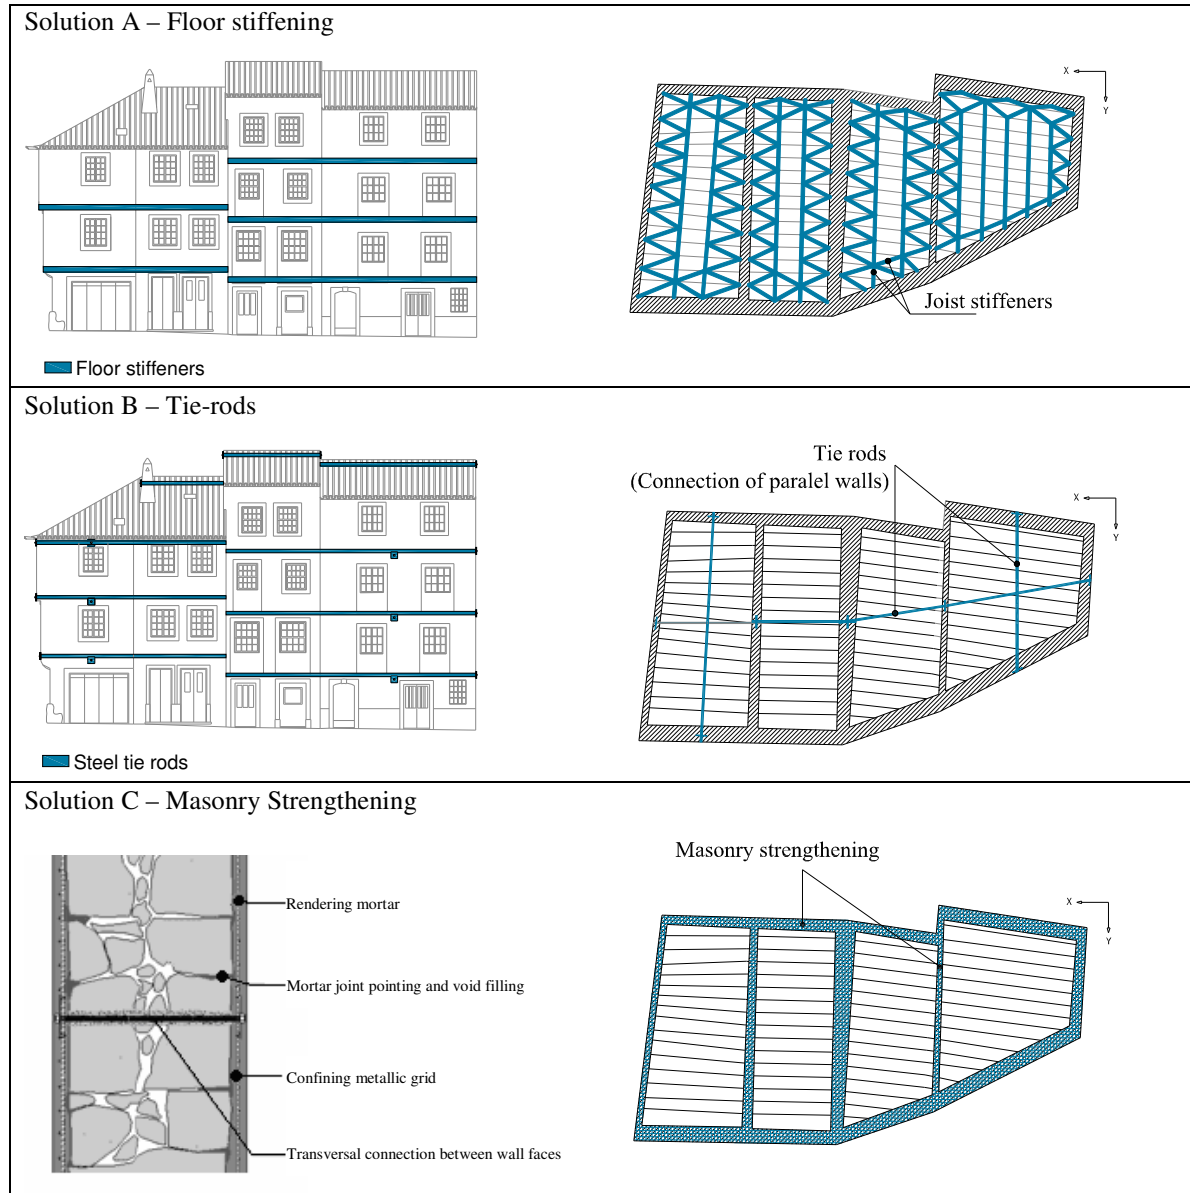 Solution A – Floor stiffening
X
Y
Joist stiffeners
Floor stiffeners
Solution B – Tie-rods
Tie rods
(Connection of paralel walls)
X
Y
Steel tie rods
Solution C – Masonry Strengthening
Masonry strengthening
X
Y
Rendering mortar
Mortar joint pointing and void filling
Confining metallic grid
Transversal connection between wall faces